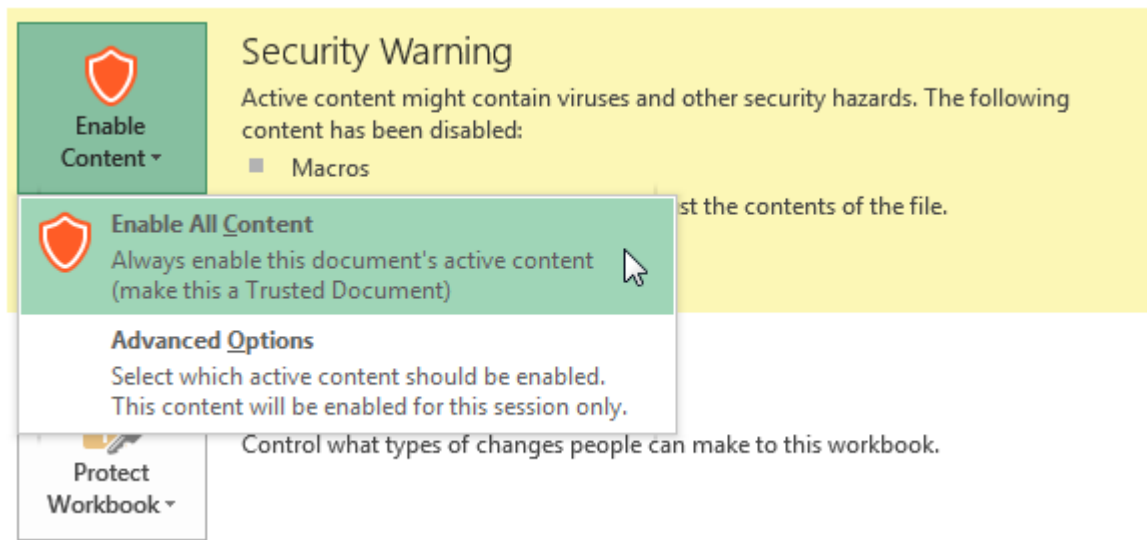 Security Warning
Active content might contain viruses and other security hazards. The following
content has been disabled:
Macros
st the contents of the file.
Enable
Content
Enable All Content
Always enable this document's active content
(make this a Trusted Document)
Advanced Options
Select which active content should be enabled.
This content will be enabled for this session only.
Control what types of changes people can make to this workbook.
Protect
Workbook